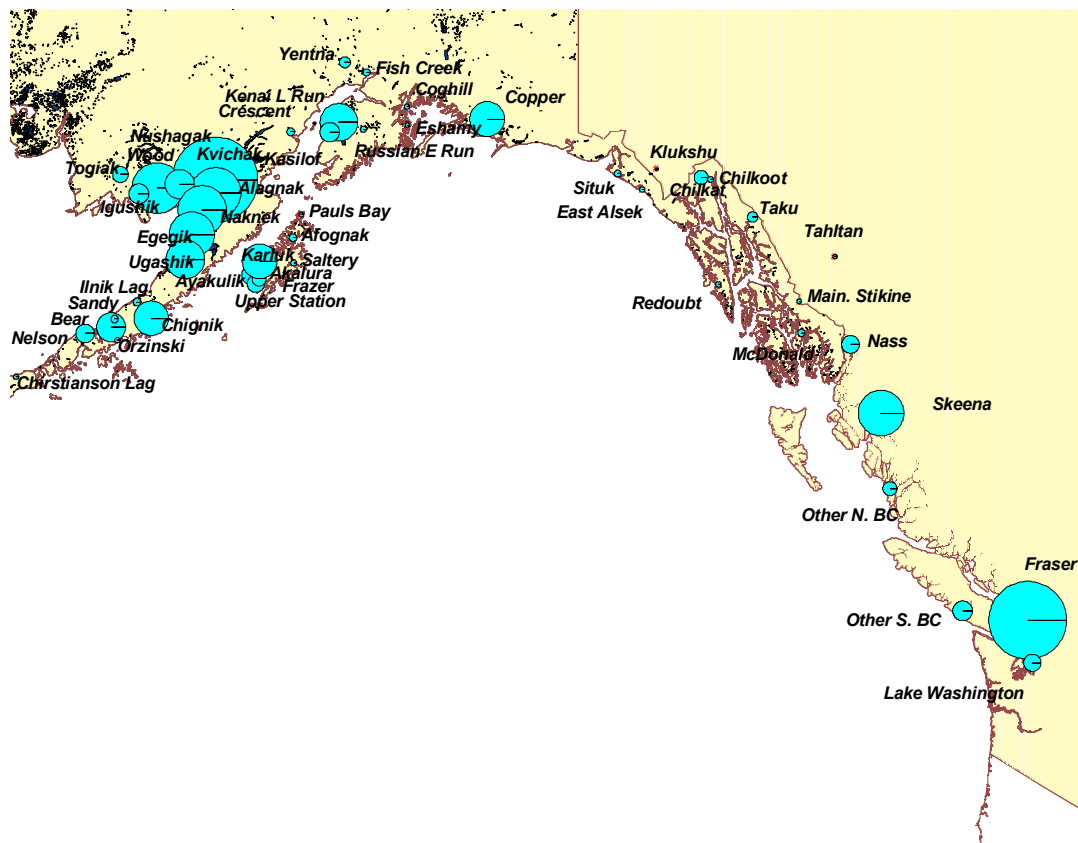 Yentna
Fish Creek
Coghill
Kenai L Run
Copper
Crescent
Eshamy
Nushagak
Wood
Kvichak
Kasilof
Russian E Run
Klukshu
Togiak
Alagnak
Situk
Chilkat
Chilkoot
Igushik
Naknek
Pauls Bay
East Alsek
Taku
Egegik
Afognak
Tahltan
Ugashik
Karluk
Saltery
Akalura
Ayakulik
Frazer
Ilnik Lag
Upper Station
Redoubt
Main. Stikine
Sandy
Bear
Chignik
Nelson
Orzinski
Nass
McDonald
Chirstianson Lag
Skeena
Other N. BC
Fraser
Other S. BC
Lake Washington